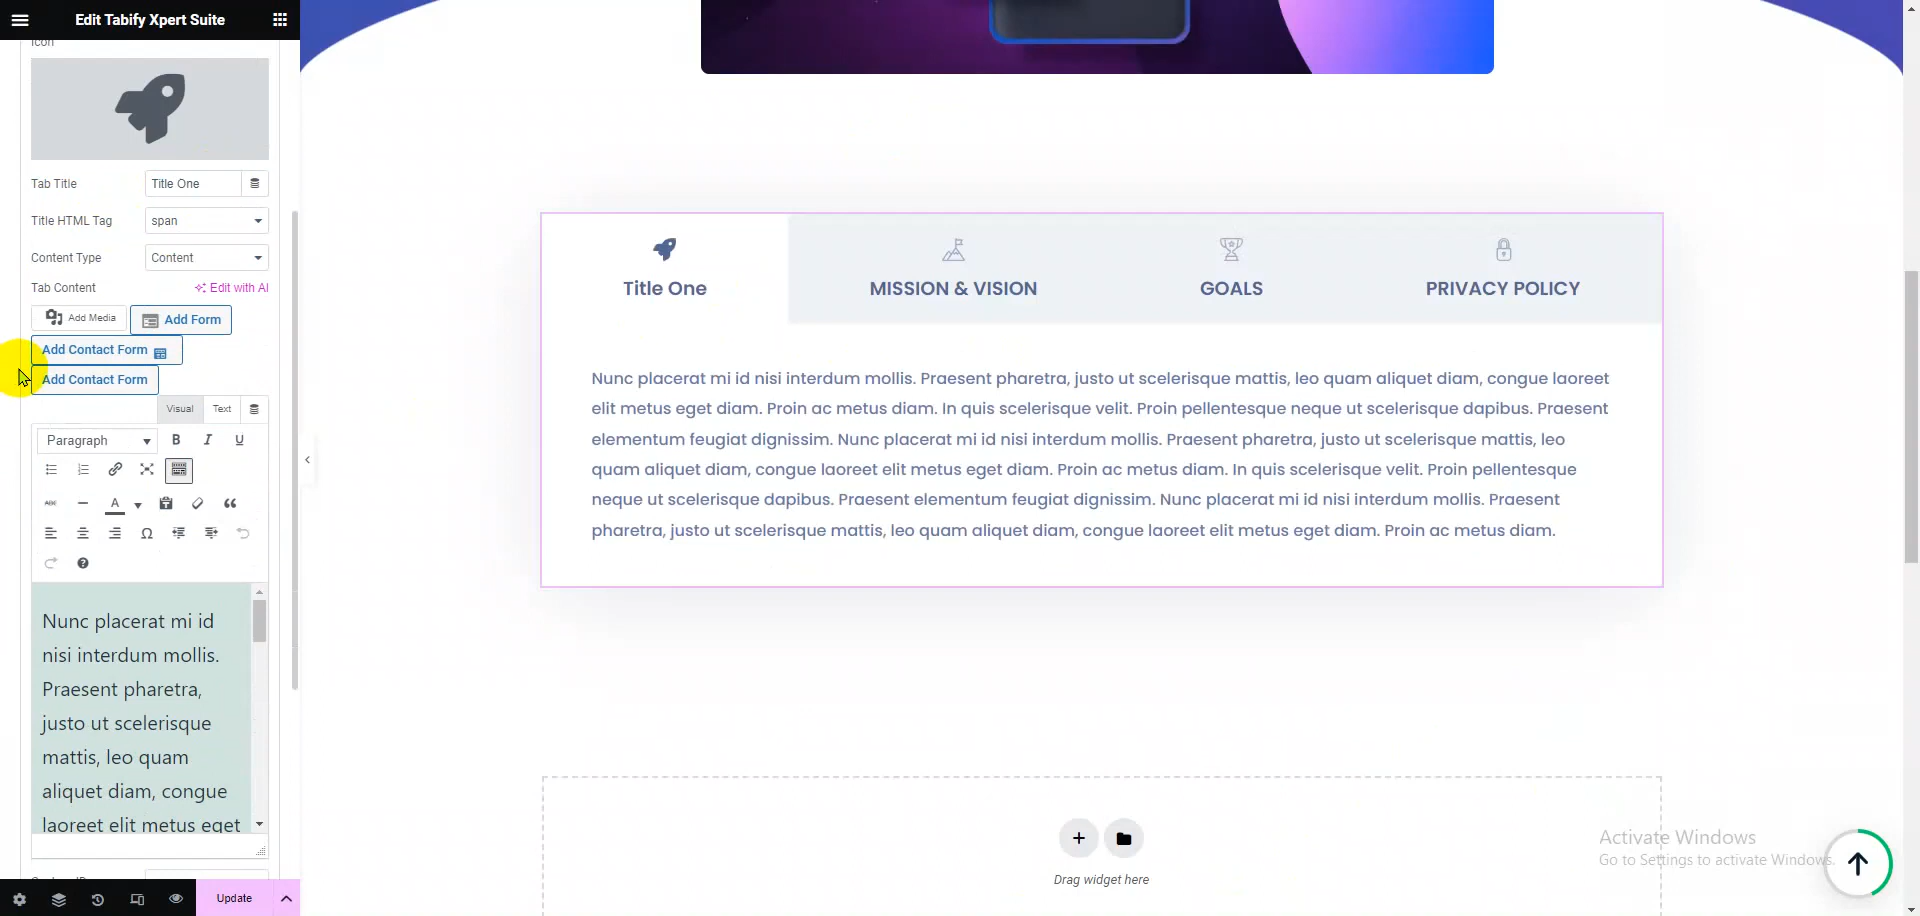 Edit Tabify Xpert Suite
Icon
Tab Title
Title One
Title HTML Tag
span
Content Type
Content
Tab Content
Edit with AI
Add Media
Add Form
Add Contact Form
Add Contact Form
Visual
Text
Paragraph
B
I
U
ABC
A
Ω
Nunc placerat mi id
nisi interdum mollis.
Praesent pharetra,
justo ut scelerisque
mattis, leo quam
aliquet diam, congue
laoreet elit metus eget
Update
Title One
MISSION & VISION
GOALS
PRIVACY POLICY
Nunc placerat mi id nisi interdum mollis. Praesent pharetra, justo ut scelerisque mattis, leo quam aliquet diam, congue laoreet
elit metus eget diam. Proin ac metus diam. In quis scelerisque velit. Proin pellentesque neque ut scelerisque dapibus. Praesent
elementum feugiat dignissim. Nunc placerat mi id nisi interdum mollis. Praesent pharetra, justo ut scelerisque mattis, leo
quam aliquet diam, congue laoreet elit metus eget diam. Proin ac metus diam. In quis scelerisque velit. Proin pellentesque
neque ut scelerisque dapibus. Praesent elementum feugiat dignissim. Nunc placerat mi id nisi interdum mollis. Praesent
pharetra, justo ut scelerisque mattis, leo quam aliquet diam, congue laoreet elit metus eget diam. Proin ac metus diam.
Drag widget here
Activate Windows
Go to Settings to activate Windows.